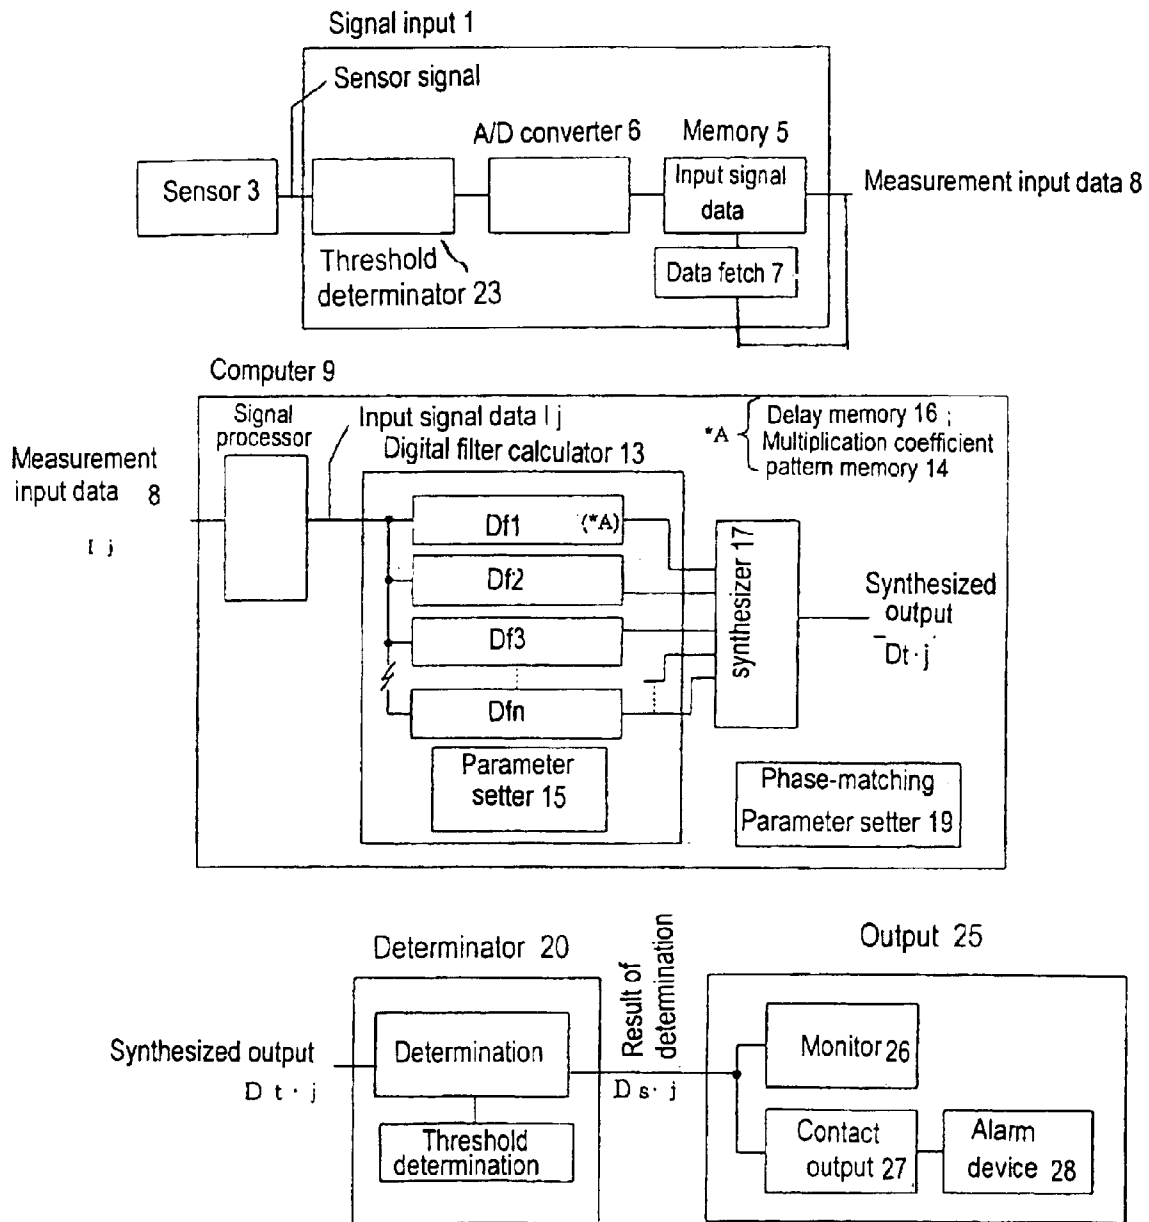 Signal input 1
Sensor signal
A/D converter 6
Memory 5
Sensor 3
Input signal
data
Measurement input data 8
Threshold
determinator 23
Data fetch 7
Computer 9
Signal
processor
Input signal data I j
Digital filter calculator 13
*A
Delay memory 16 ;
Multiplication coefficient
pattern memory 14
Measurement
input data 8
I j
Df1 (*A)
Df2
Df3
Dfn
synthesizer 17
Synthesized
output
Dt·j
Parameter
setter 15
Phase-matching
Parameter setter 19
Determinator 20
Result of
determination
Output 25
Synthesized output
D t · j
Determination
Threshold
determination
D s · j
Monitor 26
Contact
output 27
Alarm
device 28